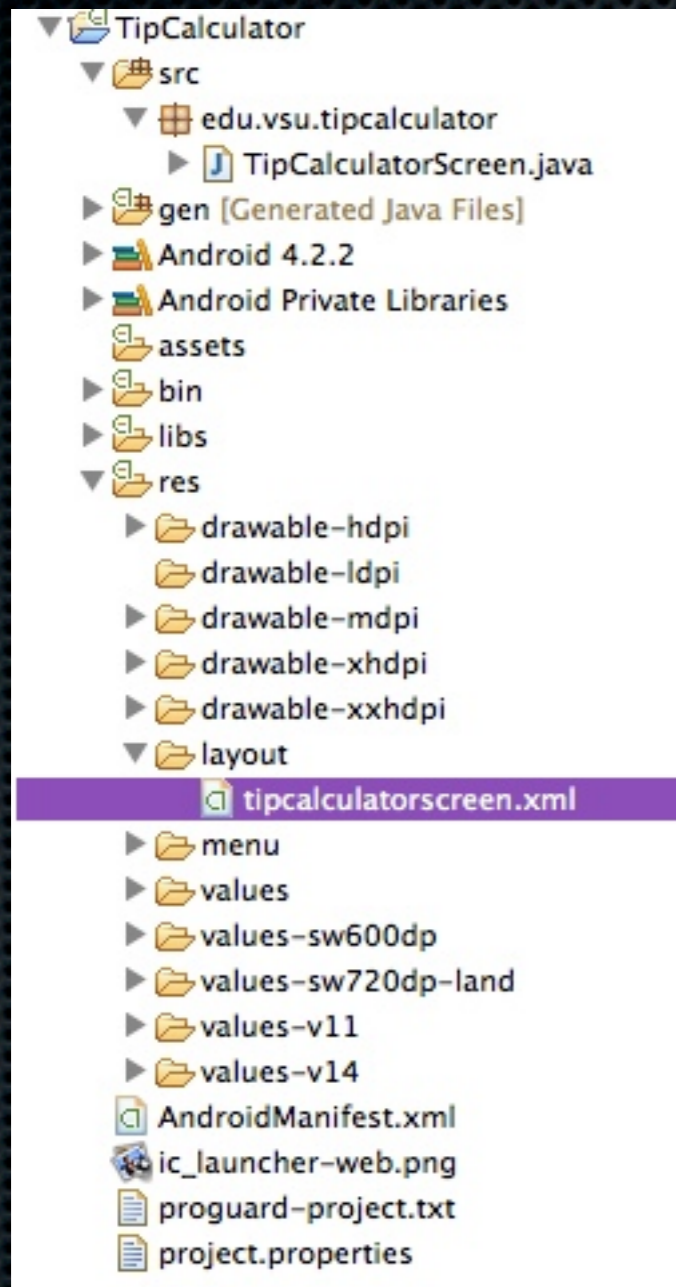 TipCalculator
src
edu.vsu.tipcalculator
TipCalculatorScreen.java
gen [Generated Java Files]
Android 4.2.2
Android Private Libraries
assets
bin
libs
res
drawable-hdpi
drawable-ldpi
drawable-mdpi
drawable-xhdpi
drawable-xxhdpi
layout
tipcalculatorscreen.xml
menu
values
values-sw600dp
values-sw720dp-land
values-v11
values-v14
AndroidManifest.xml
ic_launcher-web.png
proguard-project.txt
project.properties